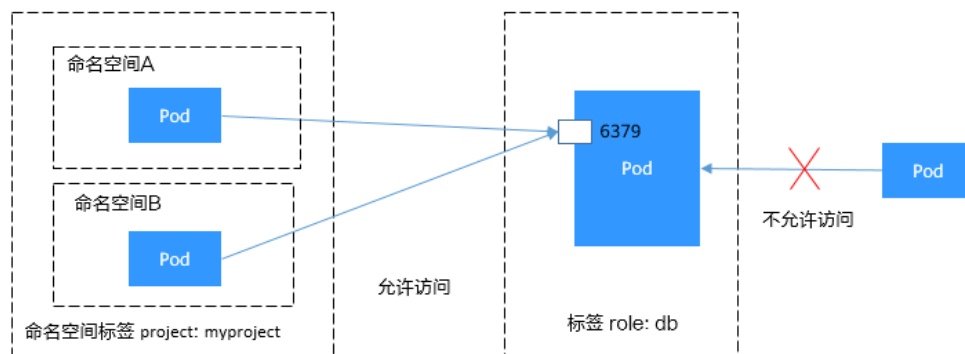 命名空间A
Pod
命名空间B
Pod
命名空间标签 project: myproject
允许访问
6379
Pod
标签 role: db
Pod
不允许访问